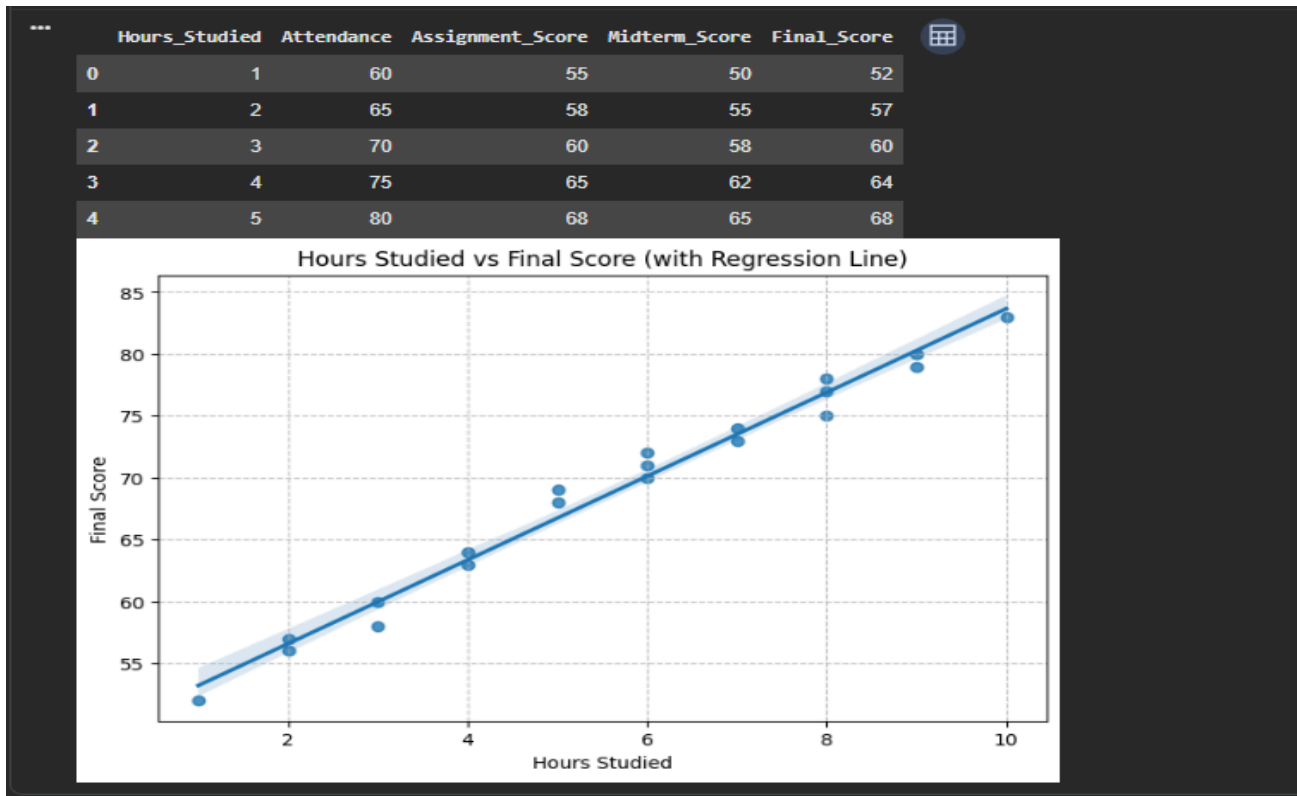 ...
Hours_Studied Attendance Assignment_Score Midterm_Score Final_Score
0 1 60 55 50 52
1 2 65 58 55 57
2 3 70 60 58 60
3 4 75 65 62 64
4 5 80 68 65 68
Hours Studied vs Final Score (with Regression Line)
85
80
75
70
65
60
55
Final Score
2 4 6 8 10
Hours Studied